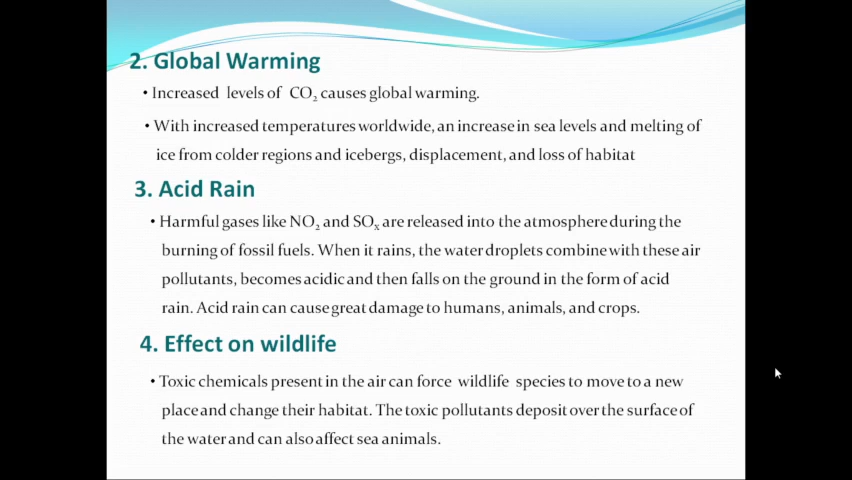 2. Global Warming
• Increased levels of CO₂ causes global warming.
• With increased temperatures worldwide, an increase in sea levels and melting of
ice from colder regions and icebergs, displacement, and loss of habitat
3. Acid Rain
• Harmful gases like NO₂ and SOₓ are released into the atmosphere during the
burning of fossil fuels. When it rains, the water droplets combine with these air
pollutants, becomes acidic and then falls on the ground in the form of acid
rain. Acid rain can cause great damage to humans, animals, and crops.
4. Effect on wildlife
• Toxic chemicals present in the air can force wildlife species to move to a new
place and change their habitat. The toxic pollutants deposit over the surface of
the water and can also affect sea animals.